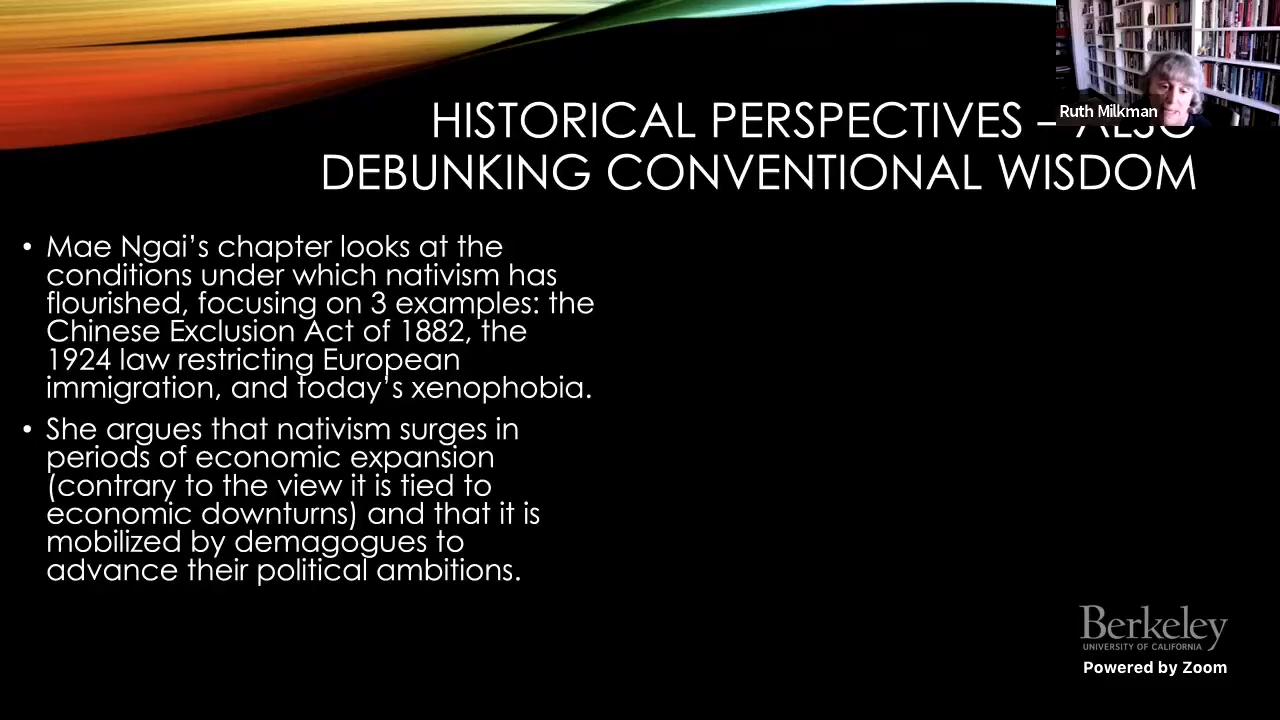 HISTORICAL PERSPECTIVES – ALSO
DEBUNKING CONVENTIONAL WISDOM
Ruth Milkman
• Mae Ngai’s chapter looks at the
conditions under which nativism has
flourished, focusing on 3 examples: the
Chinese Exclusion Act of 1882, the
1924 law restricting European
immigration, and today’s xenophobia.
• She argues that nativism surges in
periods of economic expansion
(contrary to the view it is tied to
economic downturns) and that it is
mobilized by demagogues to
advance their political ambitions.
Berkeley
UNIVERSITY OF CALIFORNIA
Powered by Zoom